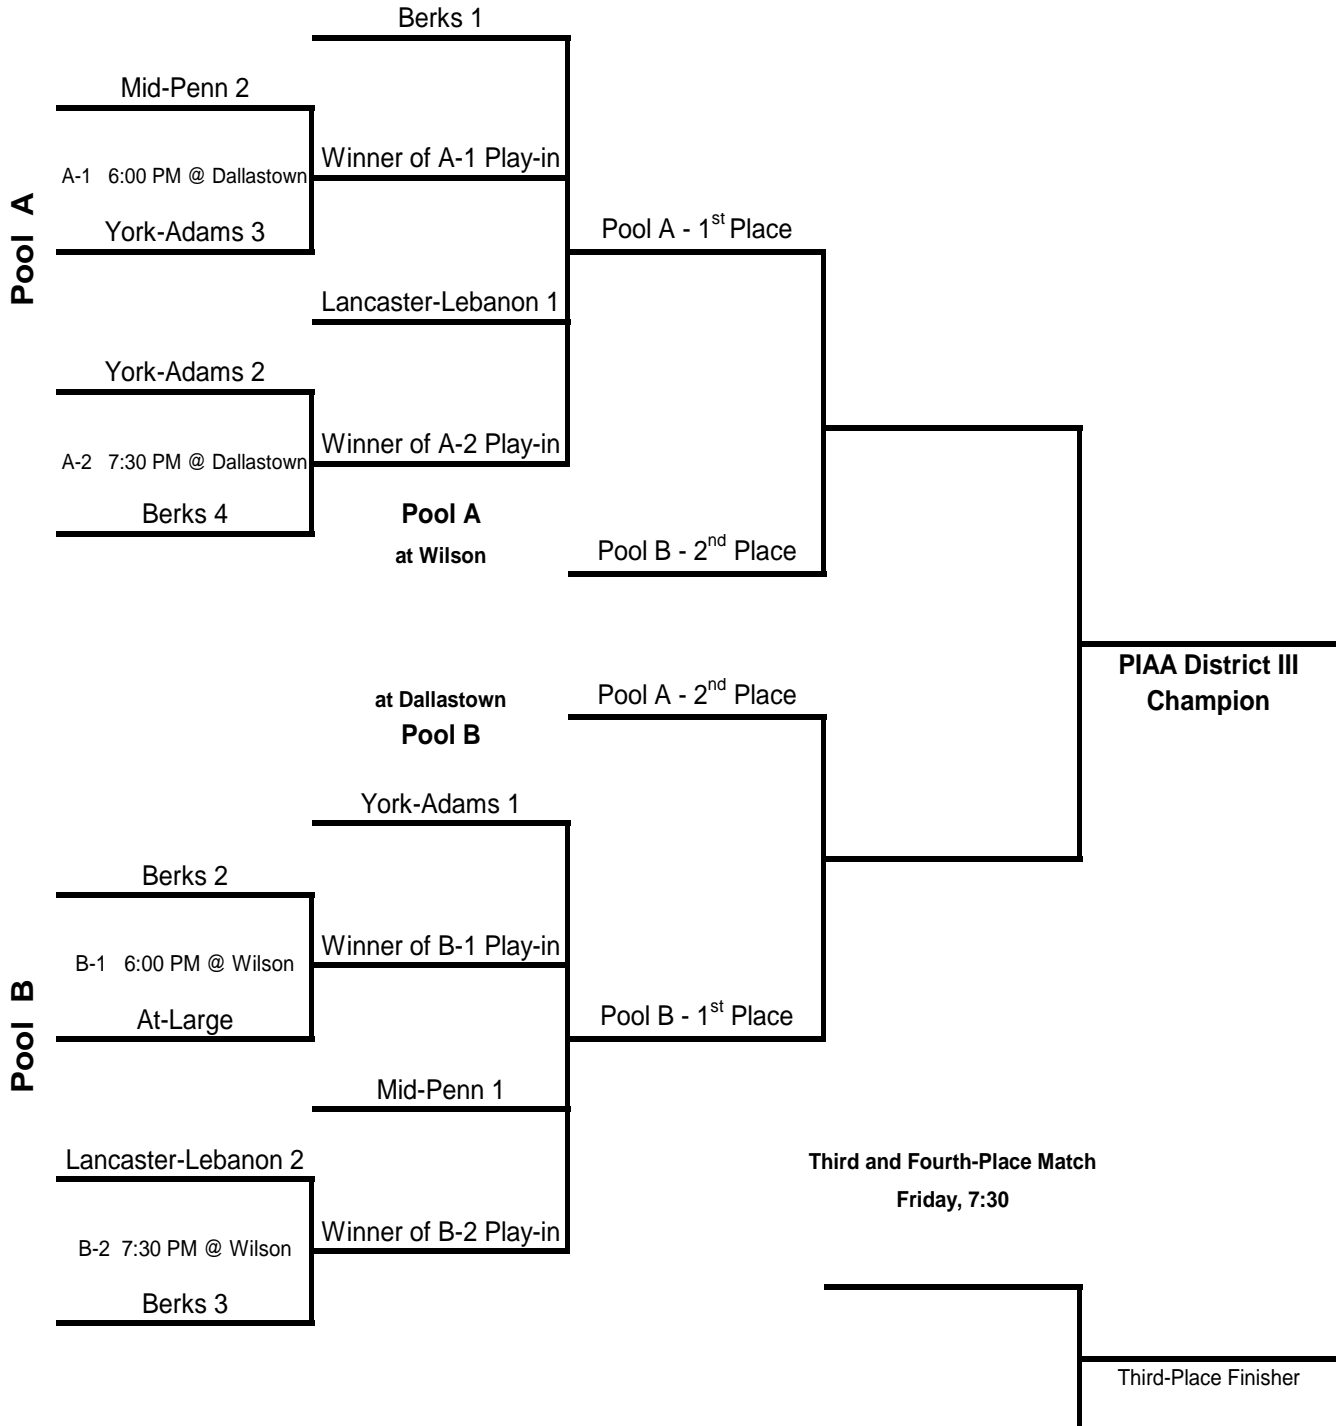 Berks 1
Mid-Penn 2
Winner of A-1 Play-in
A-1 6:00 PM @ Dallastown
Pool A
York-Adams 3
Pool A - 1st Place
Lancaster-Lebanon 1
York-Adams 2
Winner of A-2 Play-in
A-2 7:30 PM @ Dallastown
Berks 4
Pool A
at Wilson
Pool B - 2nd Place
PIAA District III
Champion
at Dallastown
Pool B
Pool A - 2nd Place
York-Adams 1
Berks 2
Winner of B-1 Play-in
B-1 6:00 PM @ Wilson
Pool B
At-Large
Pool B - 1st Place
Mid-Penn 1
Lancaster-Lebanon 2
Winner of B-2 Play-in
B-2 7:30 PM @ Wilson
Berks 3
Third and Fourth-Place Match
Friday, 7:30
Third-Place Finisher